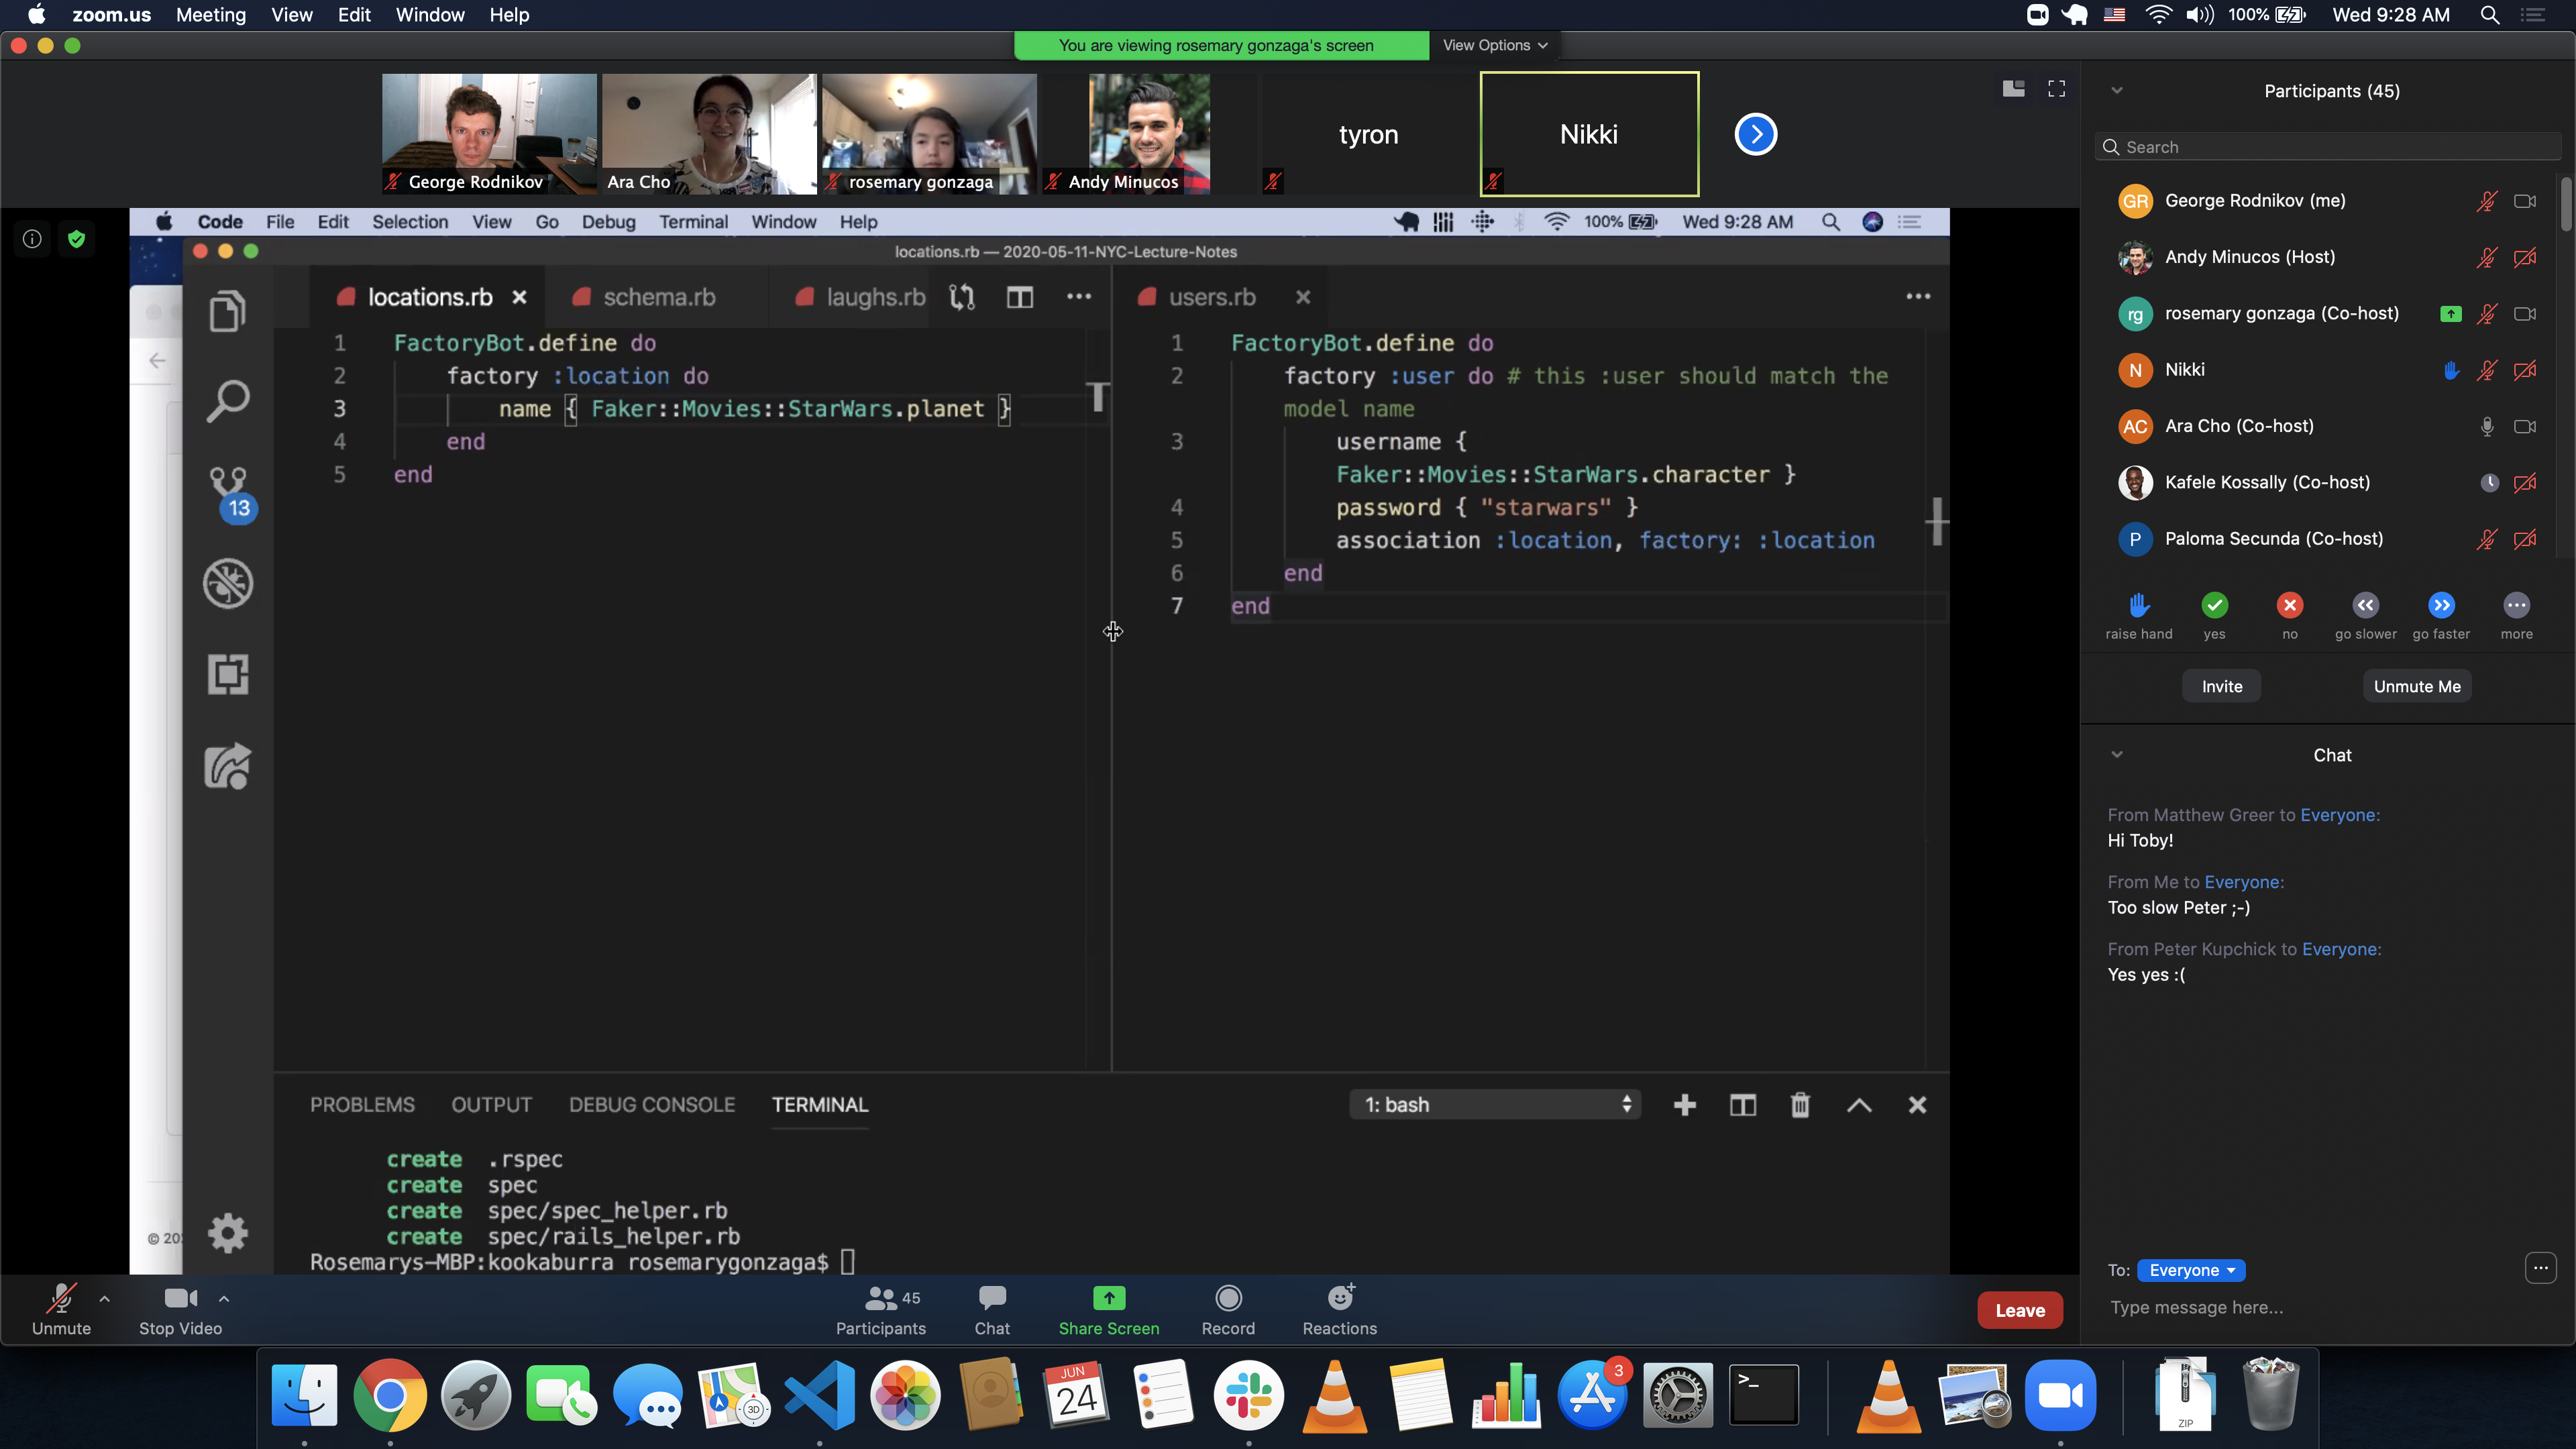 zoom.us Meeting View Edit Window Help 100% Wed 9:28 AM
You are viewing rosemary gonzaga's screen View Options
George Rodnikov
Ara Cho
rosemary gonzaga
Andy Minucos
tyron
Nikki
Code File Edit Selection View Go Debug Terminal Window Help 100% Wed 9:28 AM
locations.rb — 2020-05-11-NYC-Lecture-Notes
locations.rb schema.rb laughs.rb
1 FactoryBot.define do
2 factory :location do
3 name { Faker::Movies::StarWars.planet }
4 end
5 end
13
users.rb
1 FactoryBot.define do
2 factory :user do # this :user should match the
model name
3 username {
Faker::Movies::StarWars.character }
4 password { "starwars" }
5 association :location, factory: :location
6 end
7 end
PROBLEMS OUTPUT DEBUG CONSOLE TERMINAL 1: bash
create .rspec
create spec
create spec/spec_helper.rb
create spec/rails_helper.rb
Rosemarys-MBP:kookaburra rosemarygonzaga$
© 20
Participants (45)
Search
GR George Rodnikov (me)
Andy Minucos (Host)
rg rosemary gonzaga (Co-host)
N Nikki
AC Ara Cho (Co-host)
Kafele Kossally (Co-host)
P Paloma Secunda (Co-host)
raise hand yes no go slower go faster more
Invite Unmute Me
Chat
From Matthew Greer to Everyone:
Hi Toby!
From Me to Everyone:
Too slow Peter ;-)
From Peter Kupchick to Everyone:
Yes yes :(
To: Everyone
Type message here...
Unmute Stop Video Participants 45 Chat Share Screen Record Reactions Leave
3D
JUN
24
3
>_
ZIP